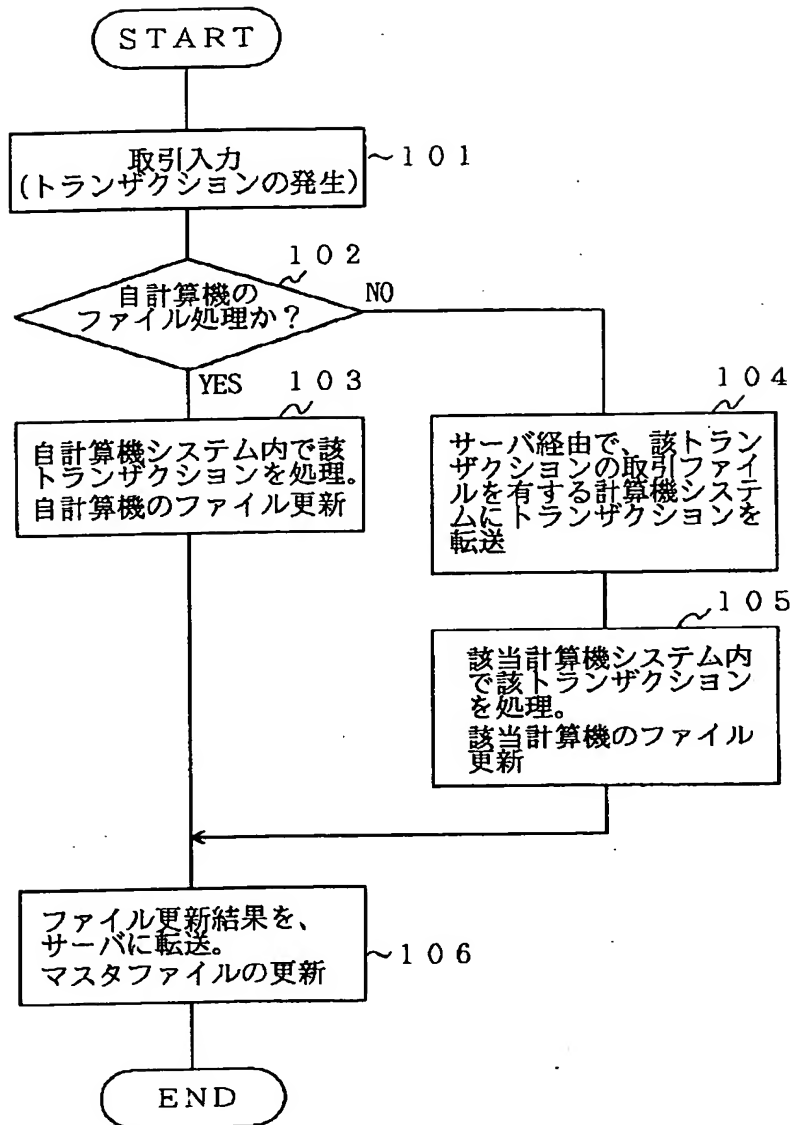 START
取引入力
(トランザクションの発生)
~101
102
自計算機の
ファイル処理か?
NO
YES
103
自計算機システム内で該
トランザクションを処理。
自計算機のファイル更新
104
サーバ経由で、該トラン
ザクションの取引ファイ
ルを有する計算機システ
ムにトランザクションを
転送
105
該当計算機システム内
で該トランザクション
を処理。
該当計算機のファイル
更新
ファイル更新結果を、
サーバに転送。
マスタファイルの更新
~106
END